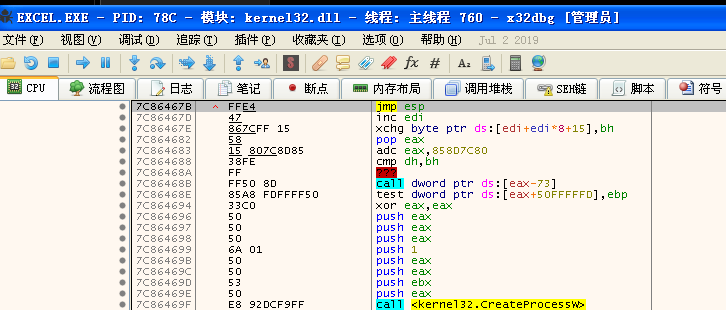 EXCEL.EXE - PID: 78C - 模块: kernel32.dll - 线程: 主线程 760 - x32dbg [管理员]
文件(F) 视图(V) 调试(D) 追踪(T) 插件(P) 收藏夹(I) 选项(O) 帮助(H) Jul 2 2019
CPU 流程图 日志 笔记 断点 内存布局 调用堆栈 SEH链 脚本 符号
7C86467B FFE4 jmp esp
7C86467D 47 inc edi
7C86467E 867CFF 15 xchg byte ptr ds:[edi+edi*8+15],bh
7C864682 58 pop eax
7C864683 15 807C8D85 adc eax,858D7C80
7C864688 38FE cmp dh,bh
7C86468A FF ???
7C86468B FF50 8D call dword ptr ds:[eax-73]
7C86468E 85A8 FDFFFF50 test dword ptr ds:[eax+50FFFFFD],ebp
7C864694 33C0 xor eax,eax
7C864696 50 push eax
7C864697 50 push eax
7C864698 50 push eax
7C864699 6A 01 push 1
7C86469B 50 push eax
7C86469C 50 push eax
7C86469D 53 push ebx
7C86469E 50 push eax
7C86469F E8 92DCF9FF call <kernel32.CreateProcessW>